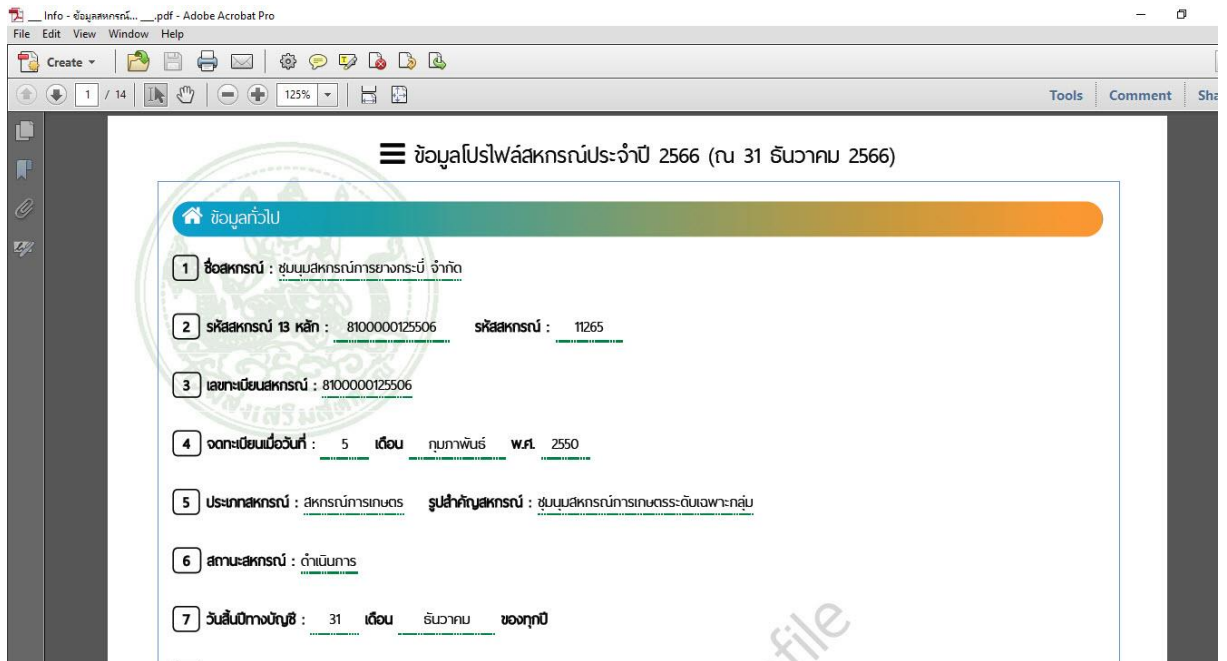 __ Info - ข้อมูลสหกรณ์... __.pdf - Adobe Acrobat Pro
File Edit View Window Help
Create
1 / 14 125% Tools Comment Sha
ข้อมูลโปรไฟล์สหกรณ์ประจำปี 2566 (ณ 31 ธันวาคม 2566)
ข้อมูลทั่วไป
1 ชื่อสหกรณ์ : ชุมนุมสหกรณ์การยางกระบี่ จำกัด
2 รหัสสหกรณ์ 13 หลัก : 8100000125506 รหัสสหกรณ์ : 11265
3 เลขทะเบียนสหกรณ์ : 8100000125506
4 จดทะเบียนเมื่อวันที่ : 5 เดือน กุมภาพันธ์ พ.ศ. 2550
5 ประเภทสหกรณ์ : สหกรณ์การเกษตร รูปสำคัญสหกรณ์ : ชุมนุมสหกรณ์การเกษตรระดับเฉพาะกลุ่ม
6 สถานะสหกรณ์ : ดำเนินการ
7 วันสิ้นปีทางบัญชี : 31 เดือน ธันวาคม ของทุกปี
file